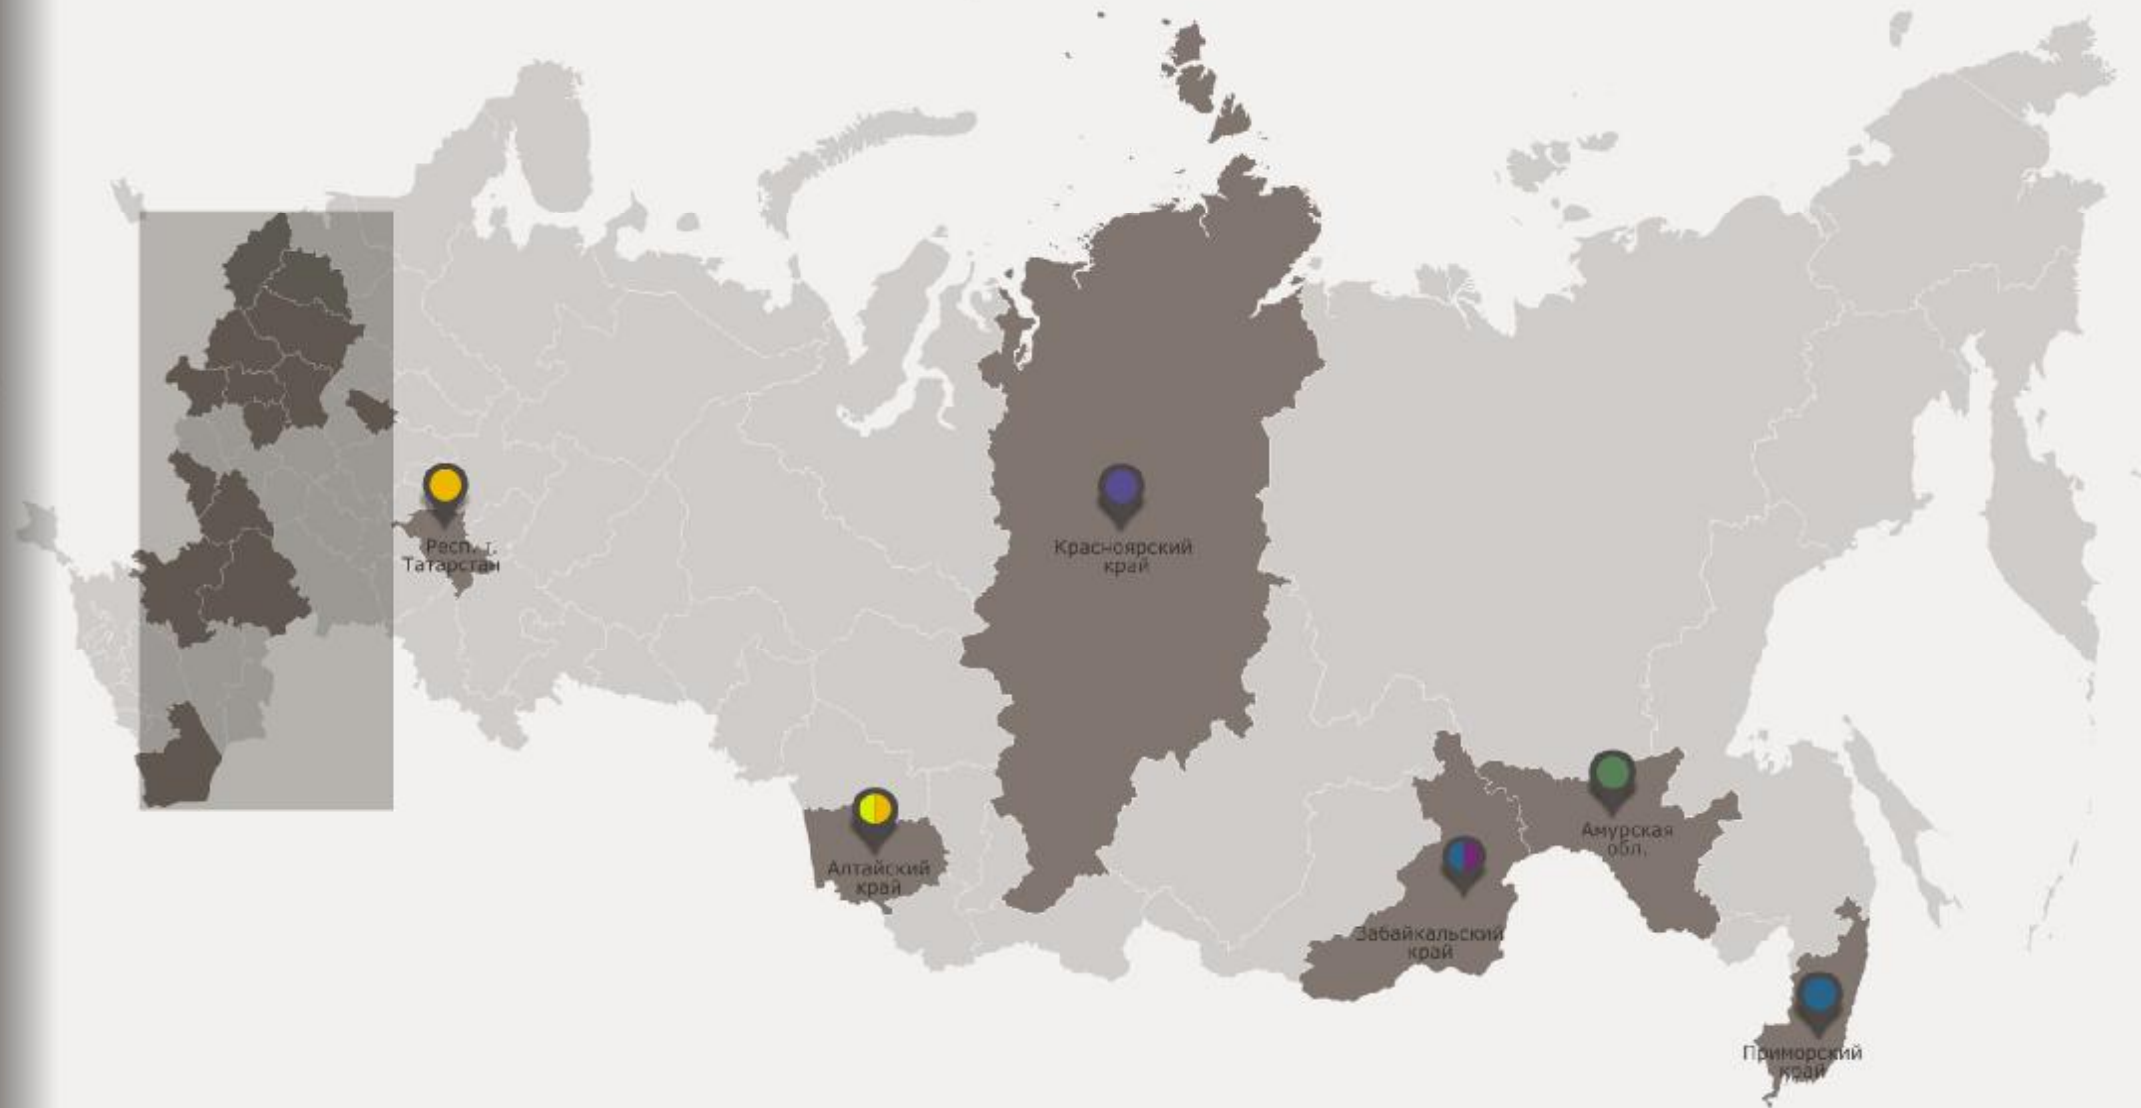 Респ. г.
Татарстан
Красноярский
край
Алтайский
край
Амурская
обл.
Забайкальский
край
Приморский
край